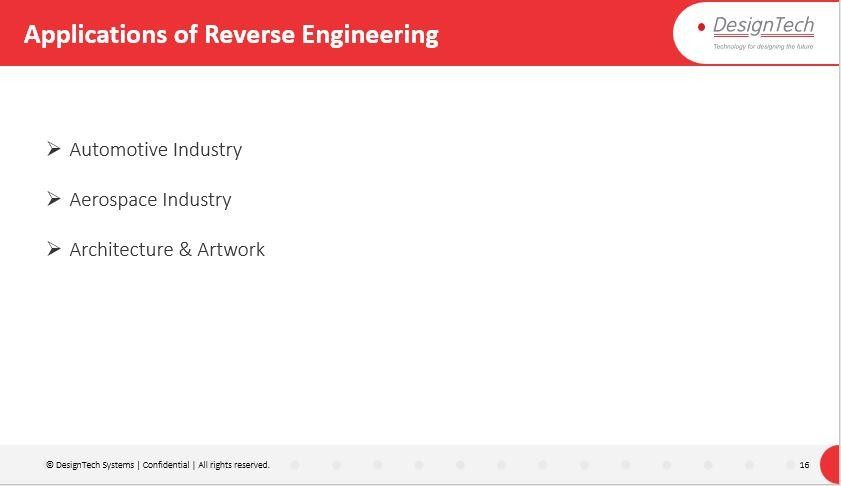 Applications of Reverse Engineering
DesignTech
Technology for designing the future
Automotive Industry
Aerospace Industry
Architecture & Artwork
© DesignTech Systems | Confidential | All rights reserved.
16